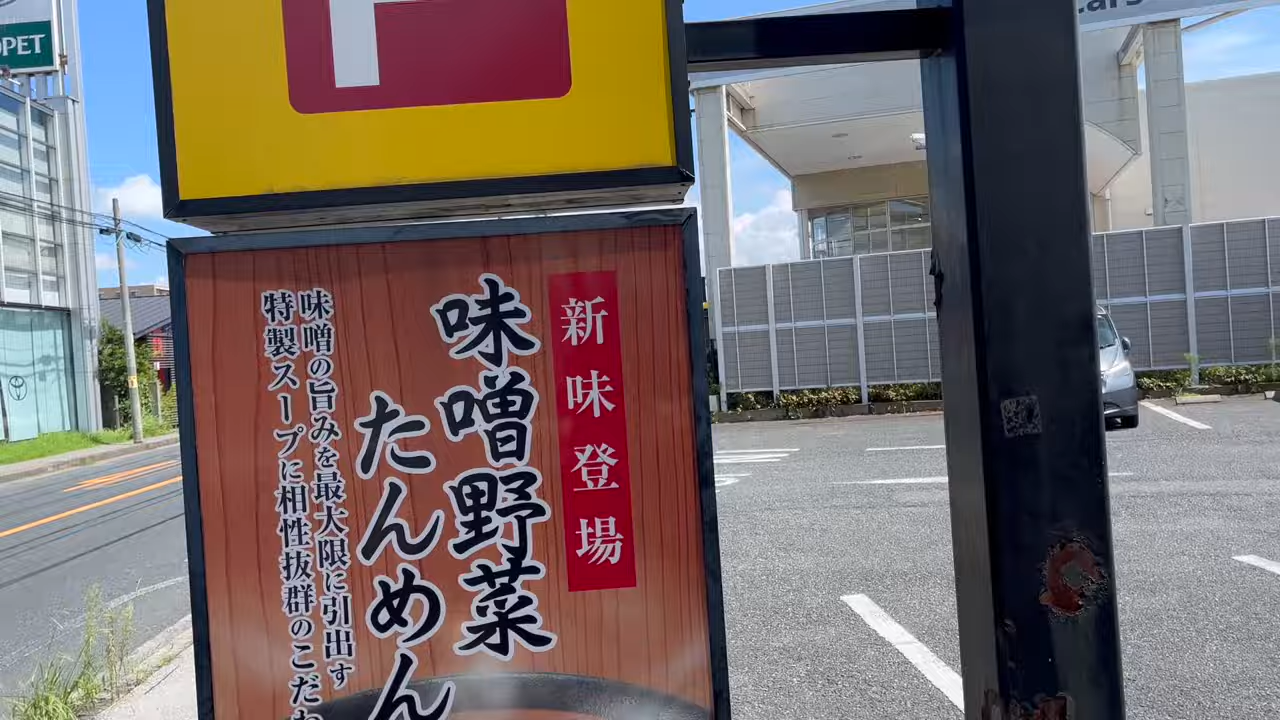 OPET
P
cars
新味登場
味噌野菜
たんめん
味噌の旨みを最大限に引出す
特製スープに相性抜群のこだわ